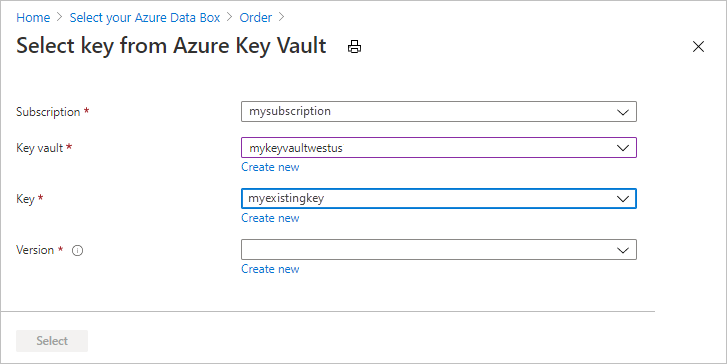 Home > Select your Azure Data Box > Order >
Select key from Azure Key Vault
Subscription * mysubscription
Key vault * mykeyvaultwestus
Create new
Key * myexistingkey
Create new
Version *
Create new
Select